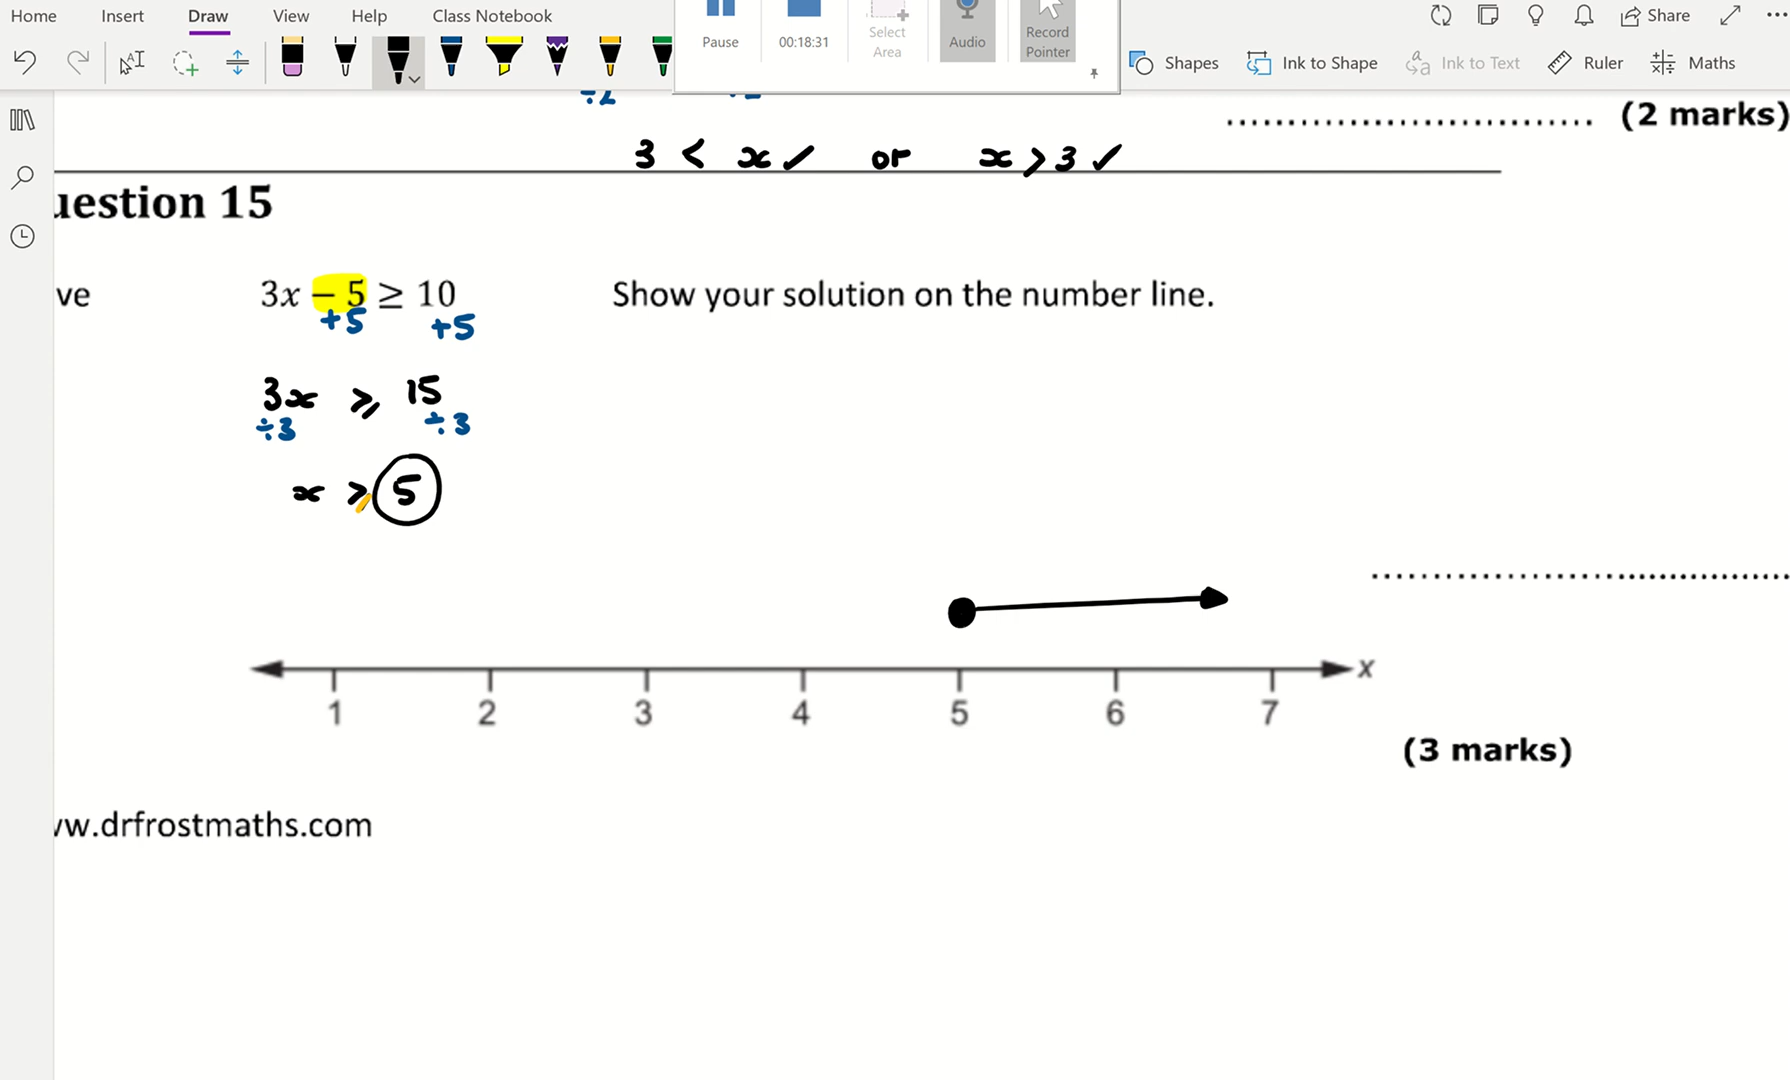 Home Insert Draw View Help Class Notebook
Pause 00:18:31 Select Area Audio Record Pointer
Share
Shapes Ink to Shape Ink to Text Ruler Maths
÷2
(2 marks)
3 < x ✓ or x > 3 ✓
uestion 15
ve 3x − 5 ≥ 10 Show your solution on the number line.
+5 +5
3x ≥ 15
÷3 ÷3
x ≥ 5
x
1 2 3 4 5 6 7
(3 marks)
w.drfrostmaths.com